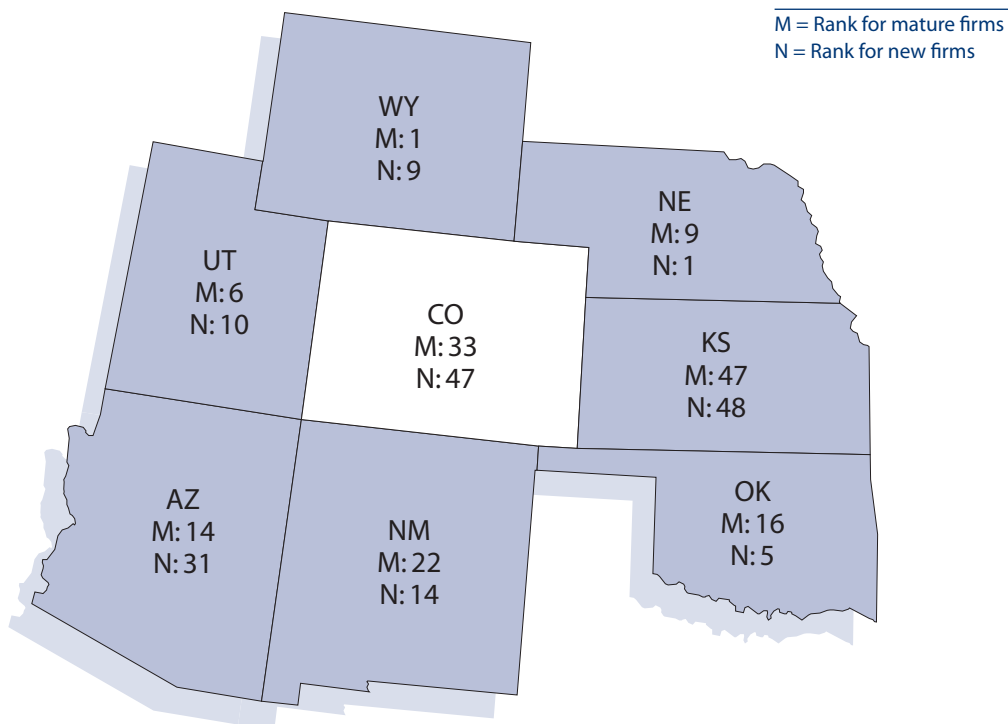 M = Rank for mature firms
N = Rank for new firms
WY
M: 1
N: 9
NE
M: 9
N: 1
UT
M: 6
N: 10
CO
M: 33
N: 47
KS
M: 47
N: 48
AZ
M: 14
N: 31
NM
M: 22
N: 14
OK
M: 16
N: 5